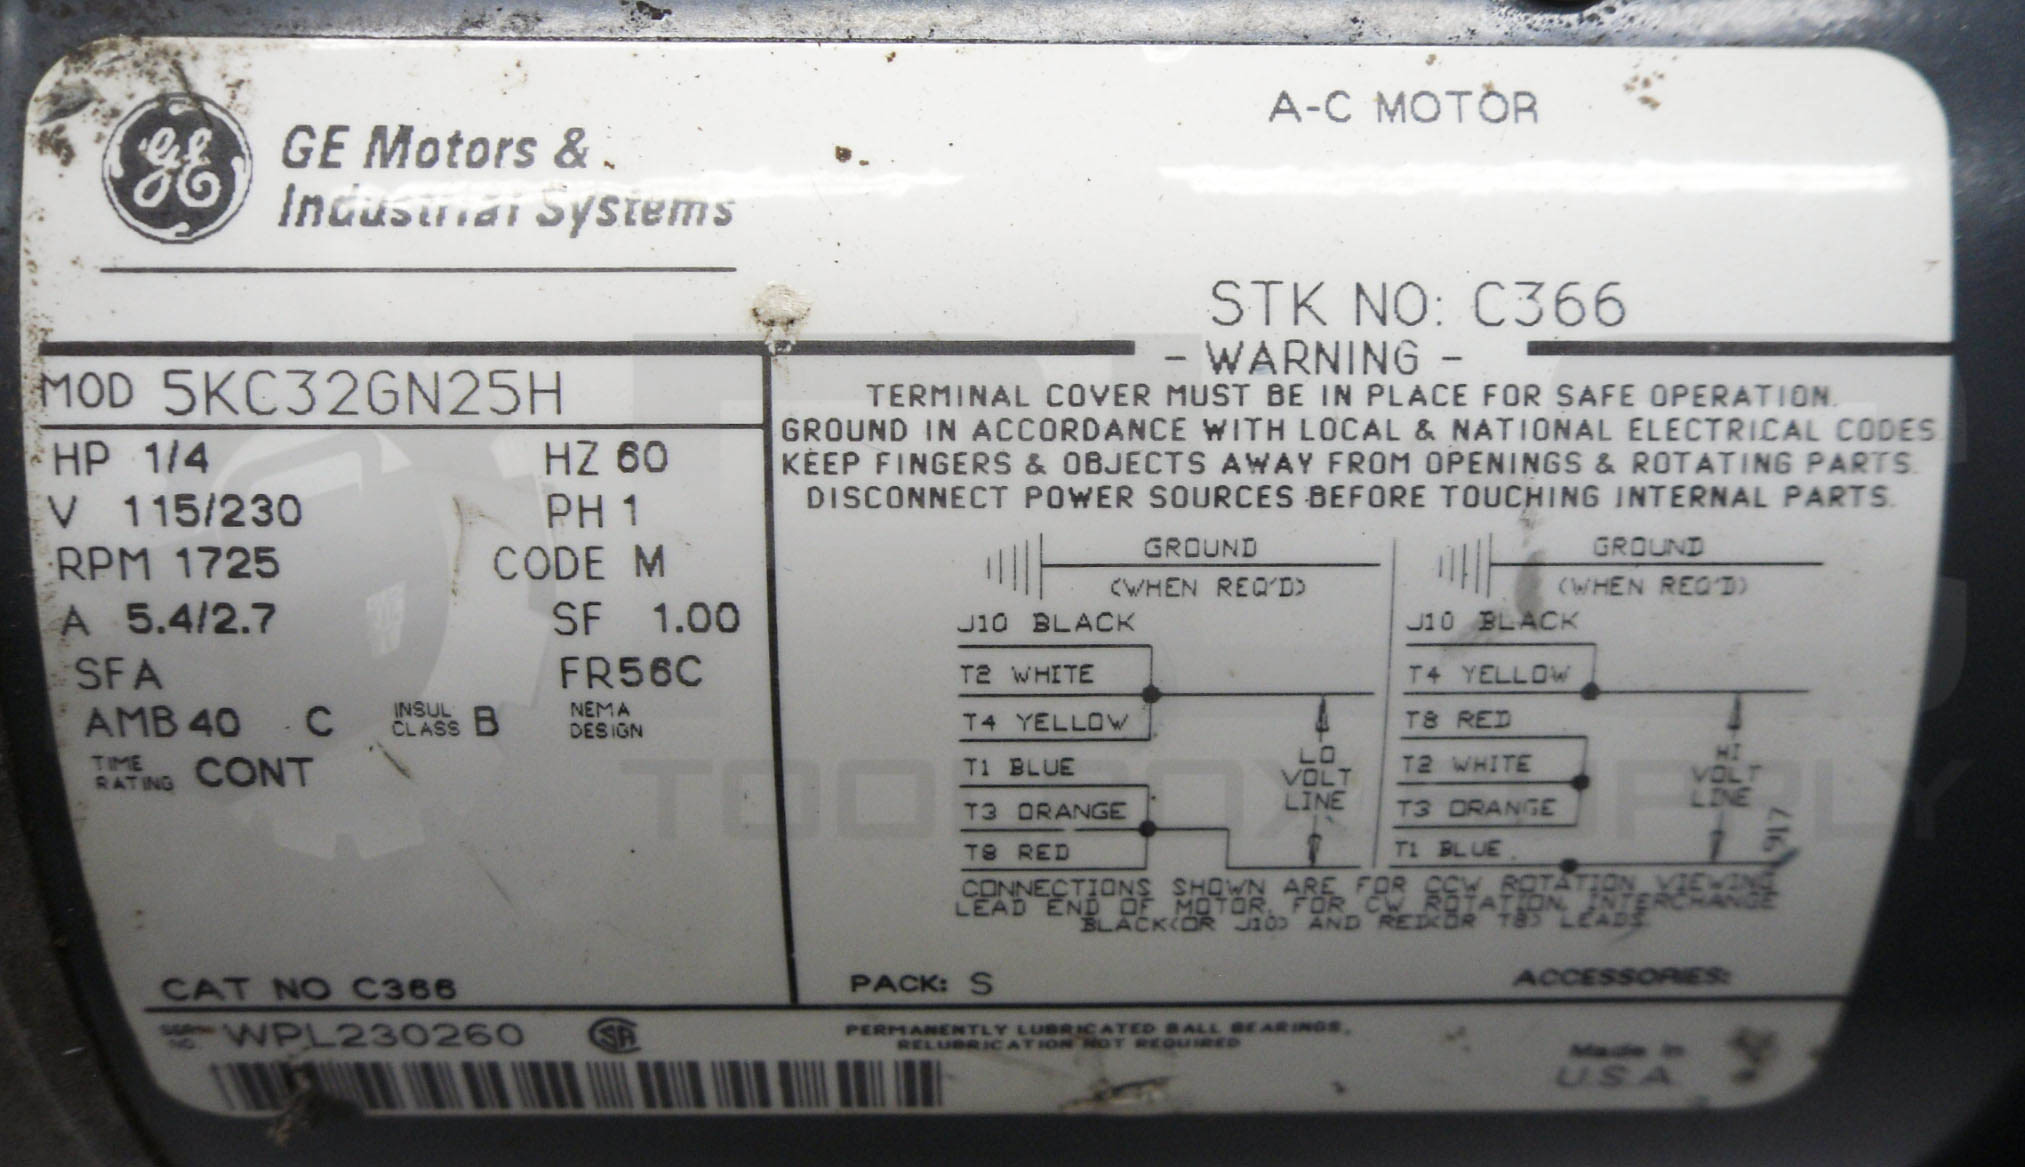 A-C MOTOR
GE
GE Motors &
Industrial Systems
STK NO: C366
- WARNING -
TERMINAL COVER MUST BE IN PLACE FOR SAFE OPERATION.
GROUND IN ACCORDANCE WITH LOCAL & NATIONAL ELECTRICAL CODES
KEEP FINGERS & OBJECTS AWAY FROM OPENINGS & ROTATING PARTS.
DISCONNECT POWER SOURCES BEFORE TOUCHING INTERNAL PARTS.
MOD 5KC32GN25H
HP 1/4 HZ 60
V 115/230 PH 1
RPM 1725 CODE M
A 5.4/2.7 SF 1.00
SFA FR56C
AMB 40 C INSUL CLASS B NEMA DESIGN
TIME RATING CONT
GROUND
(WHEN REQ'D)
J10 BLACK
T2 WHITE
T4 YELLOW
T1 BLUE
T3 ORANGE
T8 RED
LO
VOLT
LINE
GROUND
(WHEN REQ'D)
J10 BLACK
T4 YELLOW
T8 RED
T2 WHITE
T3 ORANGE
T1 BLUE
HI
VOLT
LINE
917
CONNECTIONS SHOWN ARE FOR CCW ROTATION VIEWING
LEAD END OF MOTOR. FOR CW ROTATION, INTERCHANGE
BLACK(OR J10) AND RED(OR T8) LEADS
CAT NO C366
PACK: S ACCESSORIES:
SER NO. WPL230260
SA
PERMANENTLY LUBRICATED BALL BEARINGS.
RELUBRICATION NOT REQUIRED
Made in
U.S.A.
TOOLBOX SUPPLY